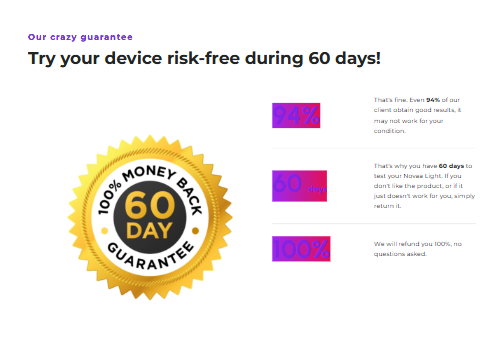 Our crazy guarantee
Try your device risk-free during 60 days!
100% MONEY BACK
60
DAY
GUARANTEE
94%
That's fine. Even 94% of our
client obtain good results, it
may not work for your
condition.
60 days
That's why you have 60 days to
test your Novaa Light. If you
don't like the product, or if it
just doesn't work for you, simply
return it.
100%
We will refund you 100%, no
questions asked.